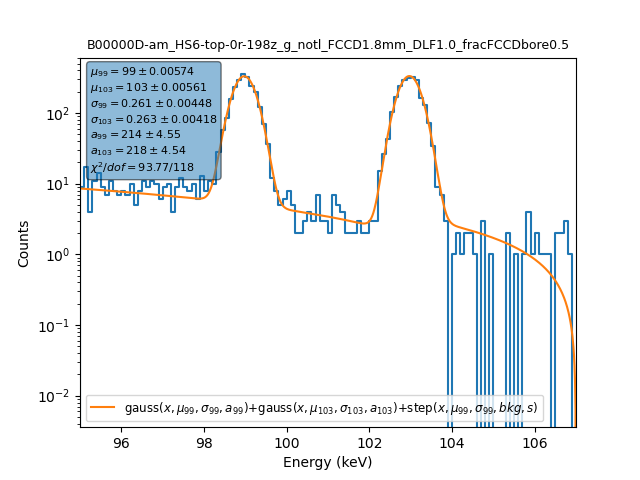 B00000D-am_HS6-top-0r-198z_g_notl_FCCD1.8mm_DLF1.0_fracFCCDbore0.5
μ₉₉ = 99 ± 0.00574
μ₁₀₃ = 103 ± 0.00561
σ₉₉ = 0.261 ± 0.00448
σ₁₀₃ = 0.263 ± 0.00418
a₉₉ = 214 ± 4.55
a₁₀₃ = 218 ± 4.54
χ²/dof = 93.77/118
10²
10¹
10⁰
10⁻¹
10⁻²
Counts
gauss(x, μ₉₉, σ₉₉, a₉₉)+gauss(x, μ₁₀₃, σ₁₀₃, a₁₀₃)+step(x, μ₉₉, σ₉₉, bkg, s)
96 98 100 102 104 106
Energy (keV)